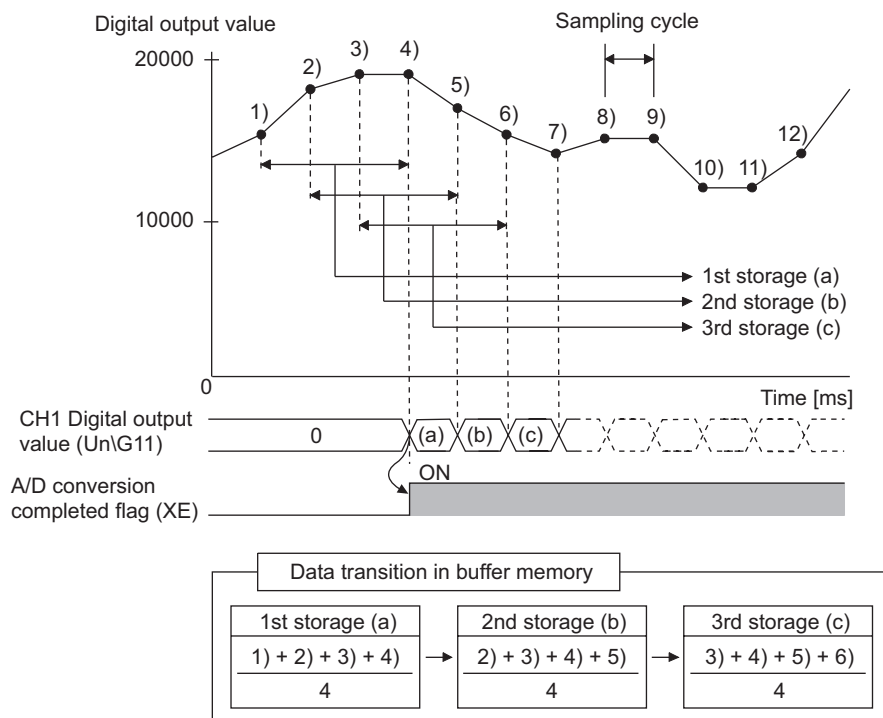 Digital output value
Sampling cycle
20000
1)
2)
3)
4)
5)
6)
7)
8)
9)
10)
11)
12)
10000
1st storage (a)
2nd storage (b)
3rd storage (c)
0
Time [ms]
CH1 Digital output
value (Un\G11)
0
(a)
(b)
(c)
A/D conversion
completed flag (XE)
ON
Data transition in buffer memory
1st storage (a)
1) + 2) + 3) + 4)
4
2nd storage (b)
2) + 3) + 4) + 5)
4
3rd storage (c)
3) + 4) + 5) + 6)
4